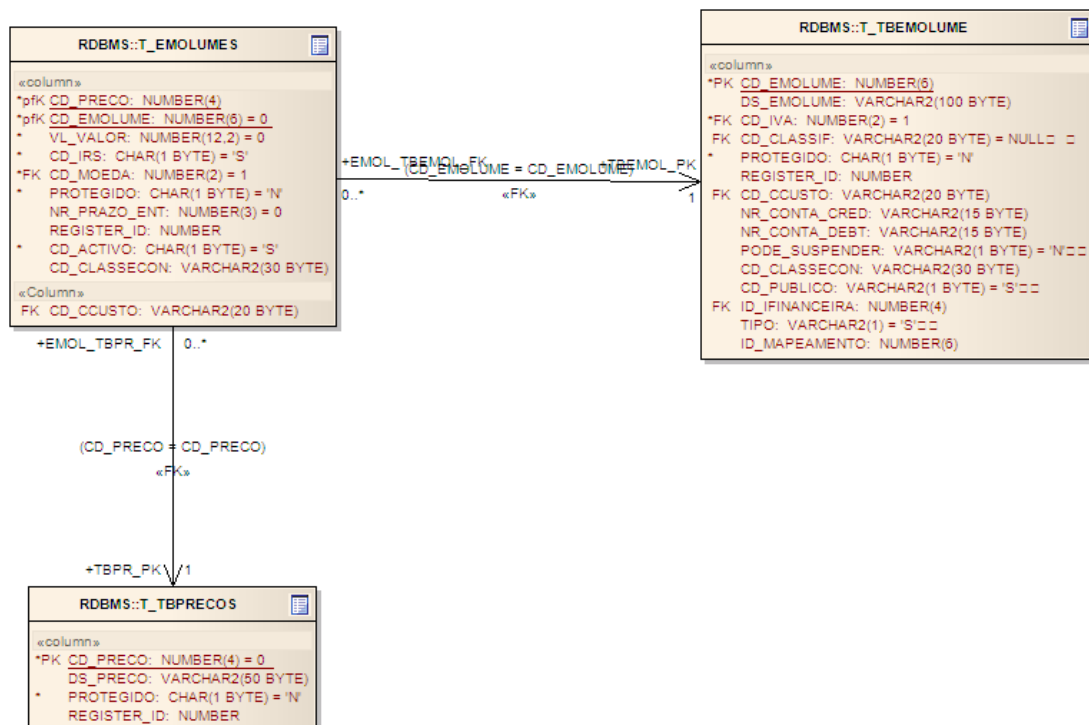 RDBMS::T_EMOLUMES
«column»
*pfK CD_PRECO: NUMBER(4)
*pfK CD_EMOLUME: NUMBER(6) = 0
* VL_VALOR: NUMBER(12,2) = 0
* CD_IRS: CHAR(1 BYTE) = 'S'
*FK CD_MOEDA: NUMBER(2) = 1
* PROTEGIDO: CHAR(1 BYTE) = 'N'
NR_PRAZO_ENT: NUMBER(3) = 0
REGISTER_ID: NUMBER
* CD_ACTIVO: CHAR(1 BYTE) = 'S'
CD_CLASSECON: VARCHAR2(30 BYTE)
«Column»
FK CD_CCUSTO: VARCHAR2(20 BYTE)
+EMOL_TBEMOL_FK
(CD_EMOLUME = CD_EMOLUME)
+TBEMOL_PK
0..*
«FK»
1
RDBMS::T_TBEMOLUME
«column»
*PK CD_EMOLUME: NUMBER(6)
DS_EMOLUME: VARCHAR2(100 BYTE)
*FK CD_IVA: NUMBER(2) = 1
FK CD_CLASSIF: VARCHAR2(20 BYTE) = NULL□ □
* PROTEGIDO: CHAR(1 BYTE) = 'N'
REGISTER_ID: NUMBER
FK CD_CCUSTO: VARCHAR2(20 BYTE)
NR_CONTA_CRED: VARCHAR2(15 BYTE)
NR_CONTA_DEBT: VARCHAR2(15 BYTE)
PODE_SUSPENDER: VARCHAR2(1 BYTE) = 'N'□□
CD_CLASSECON: VARCHAR2(30 BYTE)
CD_PUBLICO: VARCHAR2(1 BYTE) = 'S'□□
FK ID_IFINANCEIRA: NUMBER(4)
TIPO: VARCHAR2(1) = 'S'□□
ID_MAPEAMENTO: NUMBER(6)
+EMOL_TBPR_FK
0..*
(CD_PRECO = CD_PRECO)
«FK»
+TBPR_PK
1
RDBMS::T_TBPRECOS
«column»
*PK CD_PRECO: NUMBER(4) = 0
DS_PRECO: VARCHAR2(50 BYTE)
* PROTEGIDO: CHAR(1 BYTE) = 'N'
REGISTER_ID: NUMBER